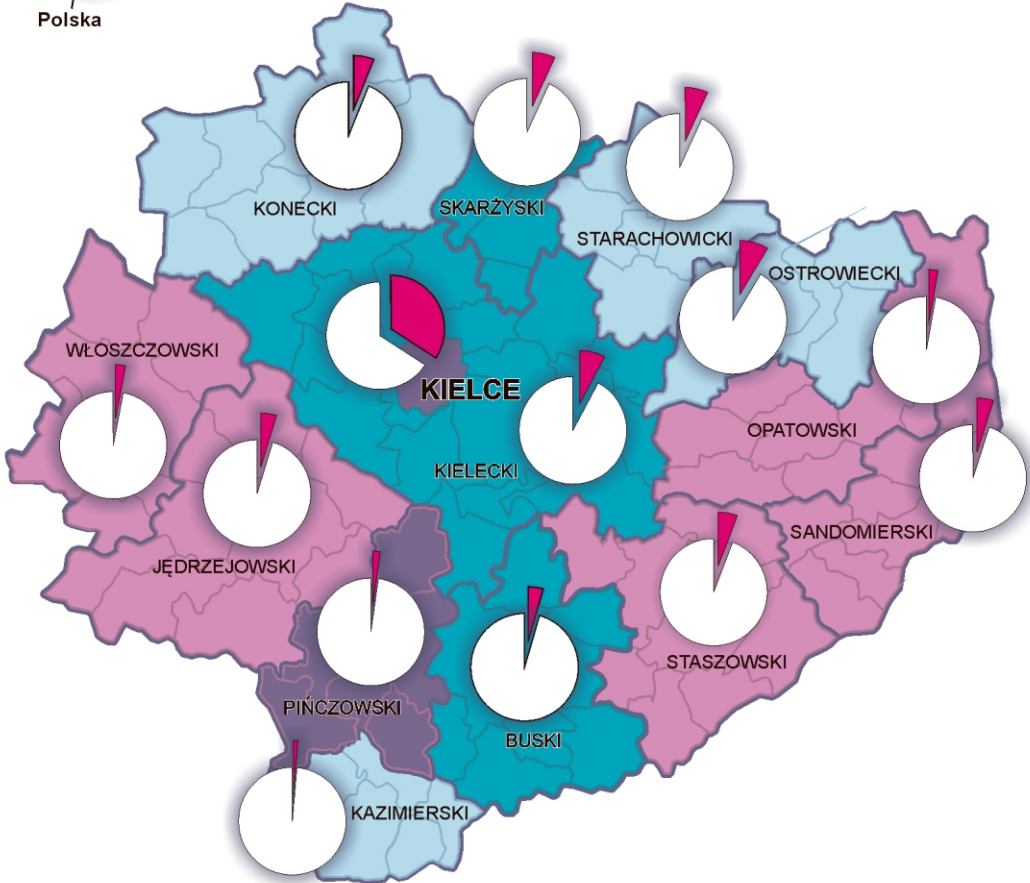 Polska
KONECKI
SKARŻYSKI
STARACHOWICKI
OSTROWIECKI
WŁOSZCZOWSKI
KIELCE
OPATOWSKI
KIELECKI
SANDOMIERSKI
JĘDRZEJOWSKI
STASZOWSKI
PIŃCZOWSKI
BUSKI
KAZIMIERSKI